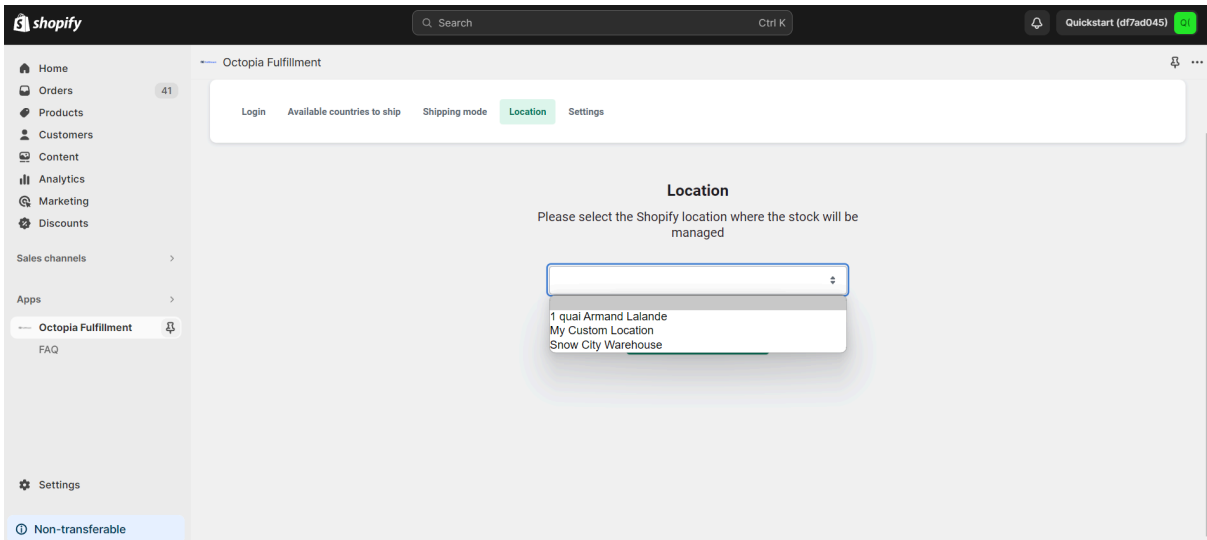 shopify
Search
Ctrl K
Quickstart (df7ad045)
Q(
Home
Orders
41
Products
Customers
Content
Analytics
Marketing
Discounts
Sales channels
Apps
Octopia Fulfillment
FAQ
Settings
Non-transferable
Octopia Fulfillment
Login
Available countries to ship
Shipping mode
Location
Settings
Location
Please select the Shopify location where the stock will be
managed
1 quai Armand Lalande
My Custom Location
Snow City Warehouse